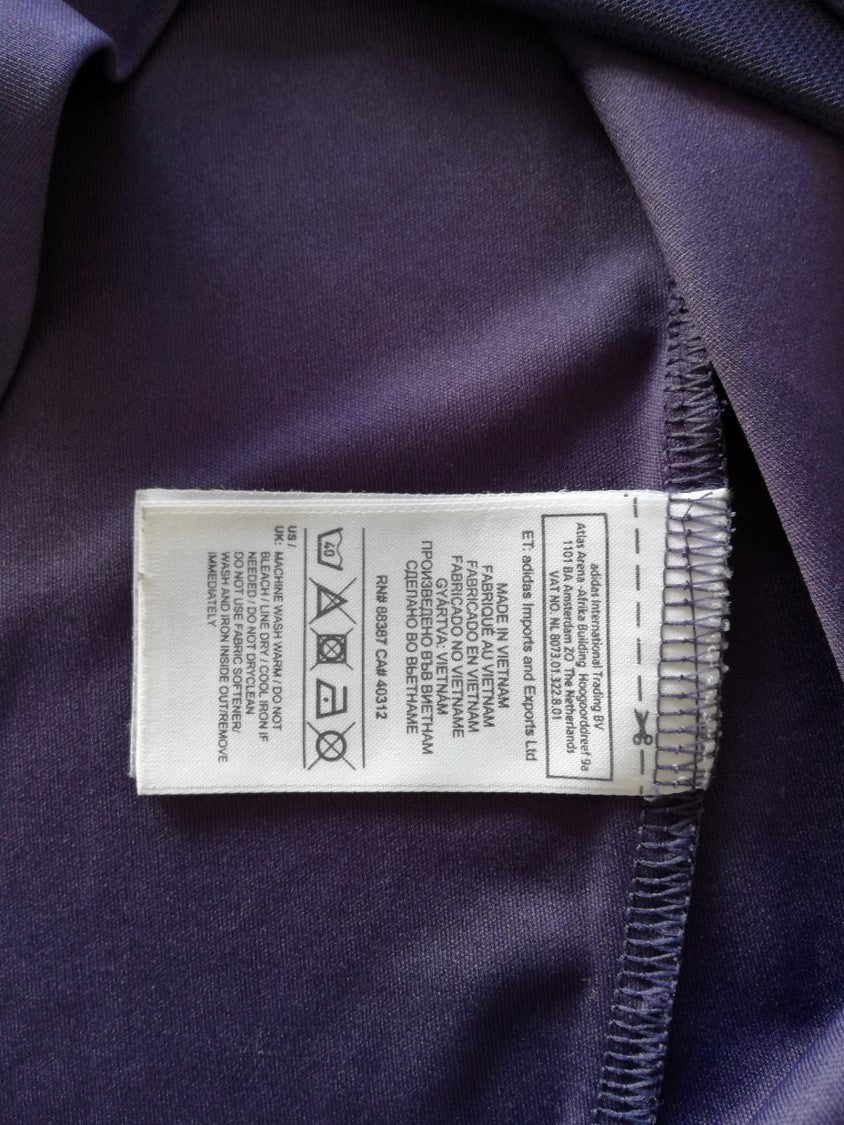 adidas International Trading BV
Atlas Arena -Afrika Building Hoogoorddreef 9a
1101 BA Amsterdam ZO The Netherlands
VAT NO. NL 8073.01.322.B.01
ET: adidas Imports and Exports Ltd
MADE IN VIETNAM
FABRIQUÉ AU VIETNAM
FABRICADO EN VIETNAM
FABRICADO NO VIETNAME
GYÁRTVA: VIETNÁM
ПРОИЗВЕДЕНО ВЪВ ВИЕТНАМ
СДЕЛАНО ВО ВЬЕТНАМЕ
RN# 88387 CA# 40312
40
US /
UK: MACHINE WASH WARM / DO NOT
BLEACH / LINE DRY / COOL IRON IF
NEEDED / DO NOT DRYCLEAN
DO NOT USE FABRIC SOFTENER/
WASH AND IRON INSIDE OUT/REMOVE
IMMEDIATELY